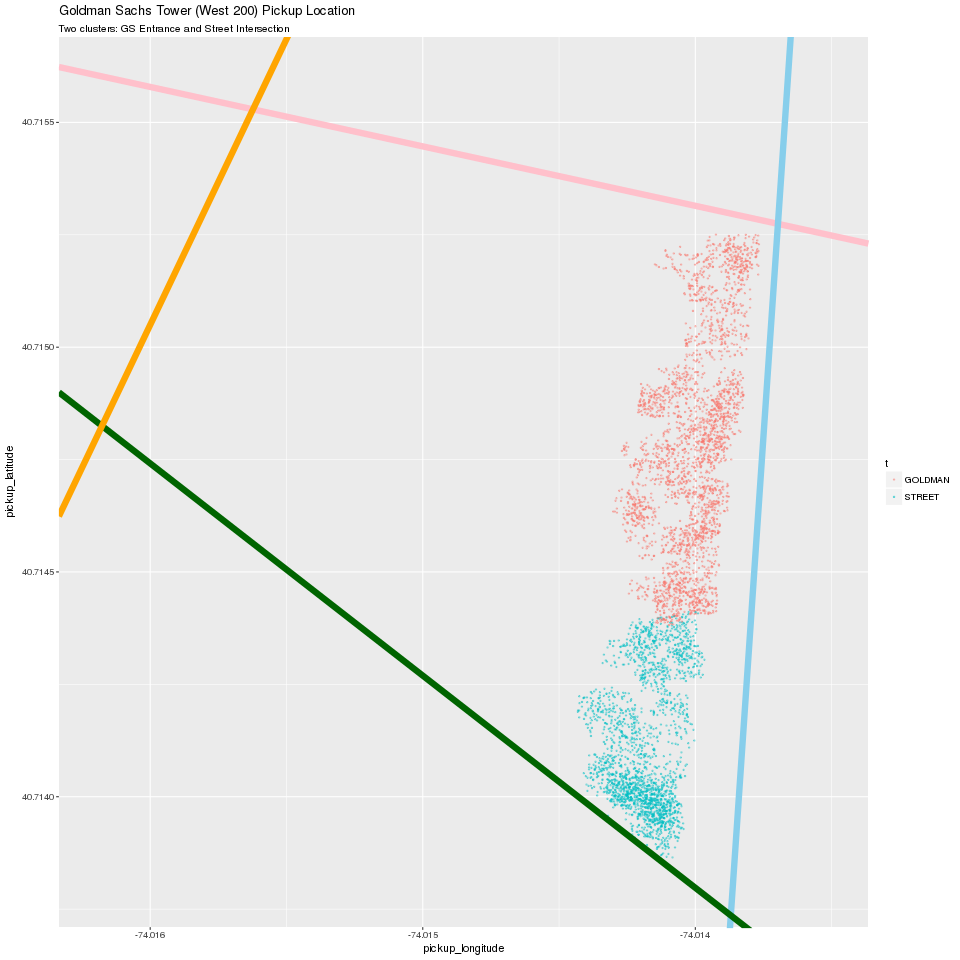 Goldman Sachs Tower (West 200) Pickup Location
Two clusters: GS Entrance and Street Intersection
40.7155
40.7150
40.7145
40.7140
pickup_latitude
-74.016
-74.015
-74.014
pickup_longitude
t
GOLDMAN
STREET